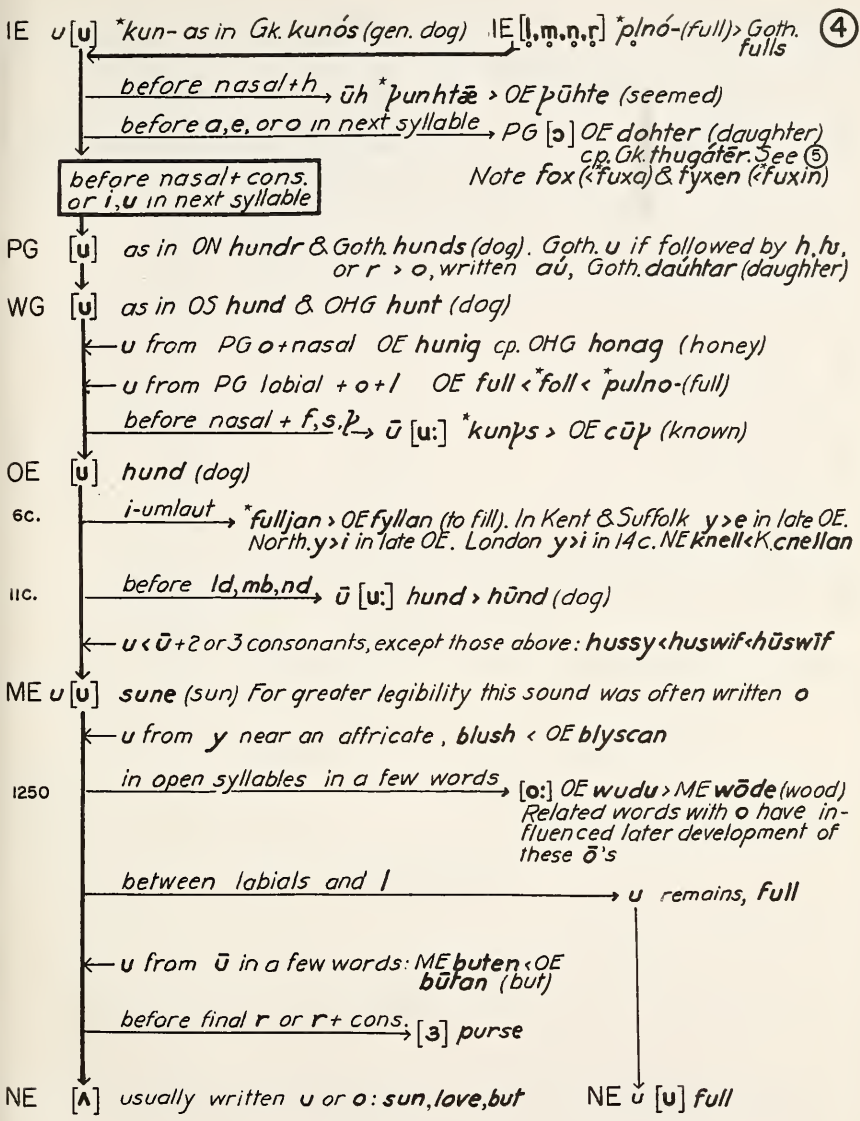 IE u[u] *kun- as in Gk. kunós (gen. dog) IE [l̥,m̥,n̥,r̥] *pl̥nó-(full)> Goth. ④
fulls
before nasal+h → ūh *þunhtǣ > OE þūhte (seemed)
before a,e, or o in next syllable → PG [ɔ] OE dohter (daughter)
cp. Gk. thugátēr. See ⑤
Note fox (<*fuxa) & fyxen (<*fuxin)
before nasal + cons.
or i,u in next syllable
PG [u] as in ON hundr & Goth. hunds (dog). Goth. u if followed by h, ƕ,
or r > o, written aú, Goth. daúhtar (daughter)
WG [u] as in OS hund & OHG hunt (dog)
← u from PG o+nasal OE hunig cp. OHG honag (honey)
← u from PG labial + o+l OE full < *foll < *pulno-(full)
before nasal + f,s,þ → ū [u:] *kunþs > OE cūþ (known)
OE [u] hund (dog)
6c. i-umlaut → *fulljan > OE fyllan (to fill). In Kent & Suffolk y>e in late OE.
North. y>i in late OE. London y>i in 14c. NE knell<K. cnellan
11c. before ld, mb, nd → ū [u:] hund > hūnd (dog)
← u < ū+2 or 3 consonants, except those above: hussy<huswif<hūswīf
ME u[u] sune (sun) For greater legibility this sound was often written o
← u from y near an affricate, blush < OE blyscan
1250 in open syllables in a few words → [o:] OE wudu > ME wōde (wood)
Related words with o have in-
fluenced later development of
these ō's
between labials and l → u remains, full
← u from ū in a few words: ME buten < OE
būtan (but)
before final r or r + cons. → [ɜ] purse
NE [ʌ] usually written u or o: sun, love, but NE u [u] full